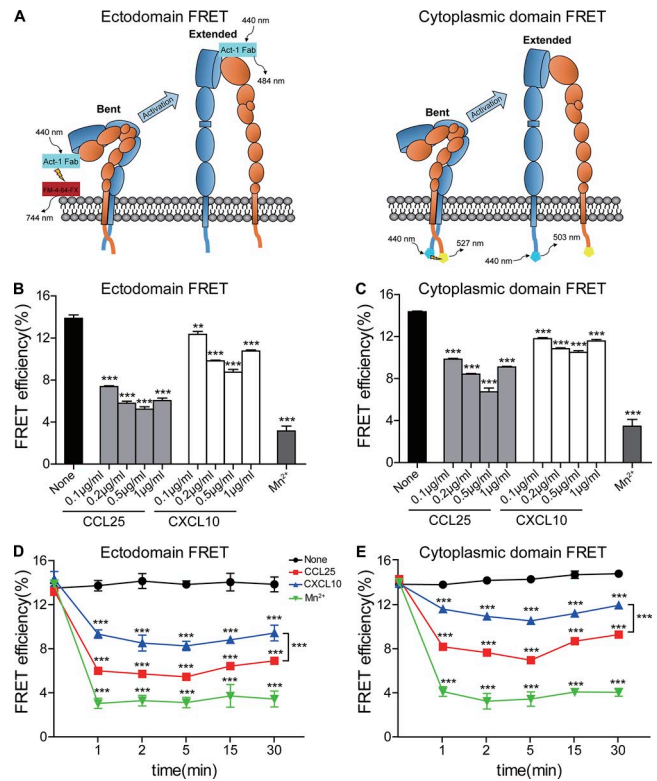 A
Ectodomain FRET
Cytoplasmic domain FRET
Extended
440 nm
Act-1 Fab
484 nm
Bent
Activation
440 nm
Act-1 Fab
FM-4-64-FX
744 nm
Extended
Bent
Activation
440 nm
527 nm
440 nm
503 nm
B
Ectodomain FRET
FRET efficiency(%)
16
12
8
4
0
***
***
***
***
**
***
***
***
***
None
0.1µg/ml
0.2µg/ml
0.5µg/ml
1µg/ml
0.1µg/ml
0.2µg/ml
0.5µg/ml
1µg/ml
Mn2+
CCL25
CXCL10
C
Cytoplasmic domain FRET
FRET efficiency(%)
16
12
8
4
0
***
***
***
***
***
***
***
***
***
None
0.1µg/ml
0.2µg/ml
0.5µg/ml
1µg/ml
0.1µg/ml
0.2µg/ml
0.5µg/ml
1µg/ml
Mn2+
CCL25
CXCL10
D
Ectodomain FRET
None
CCL25
CXCL10
Mn2+
FRET efficiency(%)
16
12
8
4
0
*** *** *** *** ***
*** *** *** *** ***
*** *** *** *** ***
***
1 2 5 15 30
time(min)
E
Cytoplasmic domain FRET
FRET efficiency(%)
16
12
8
4
0
*** *** *** *** ***
*** *** *** *** ***
*** *** *** *** ***
***
1 2 5 15 30
time(min)